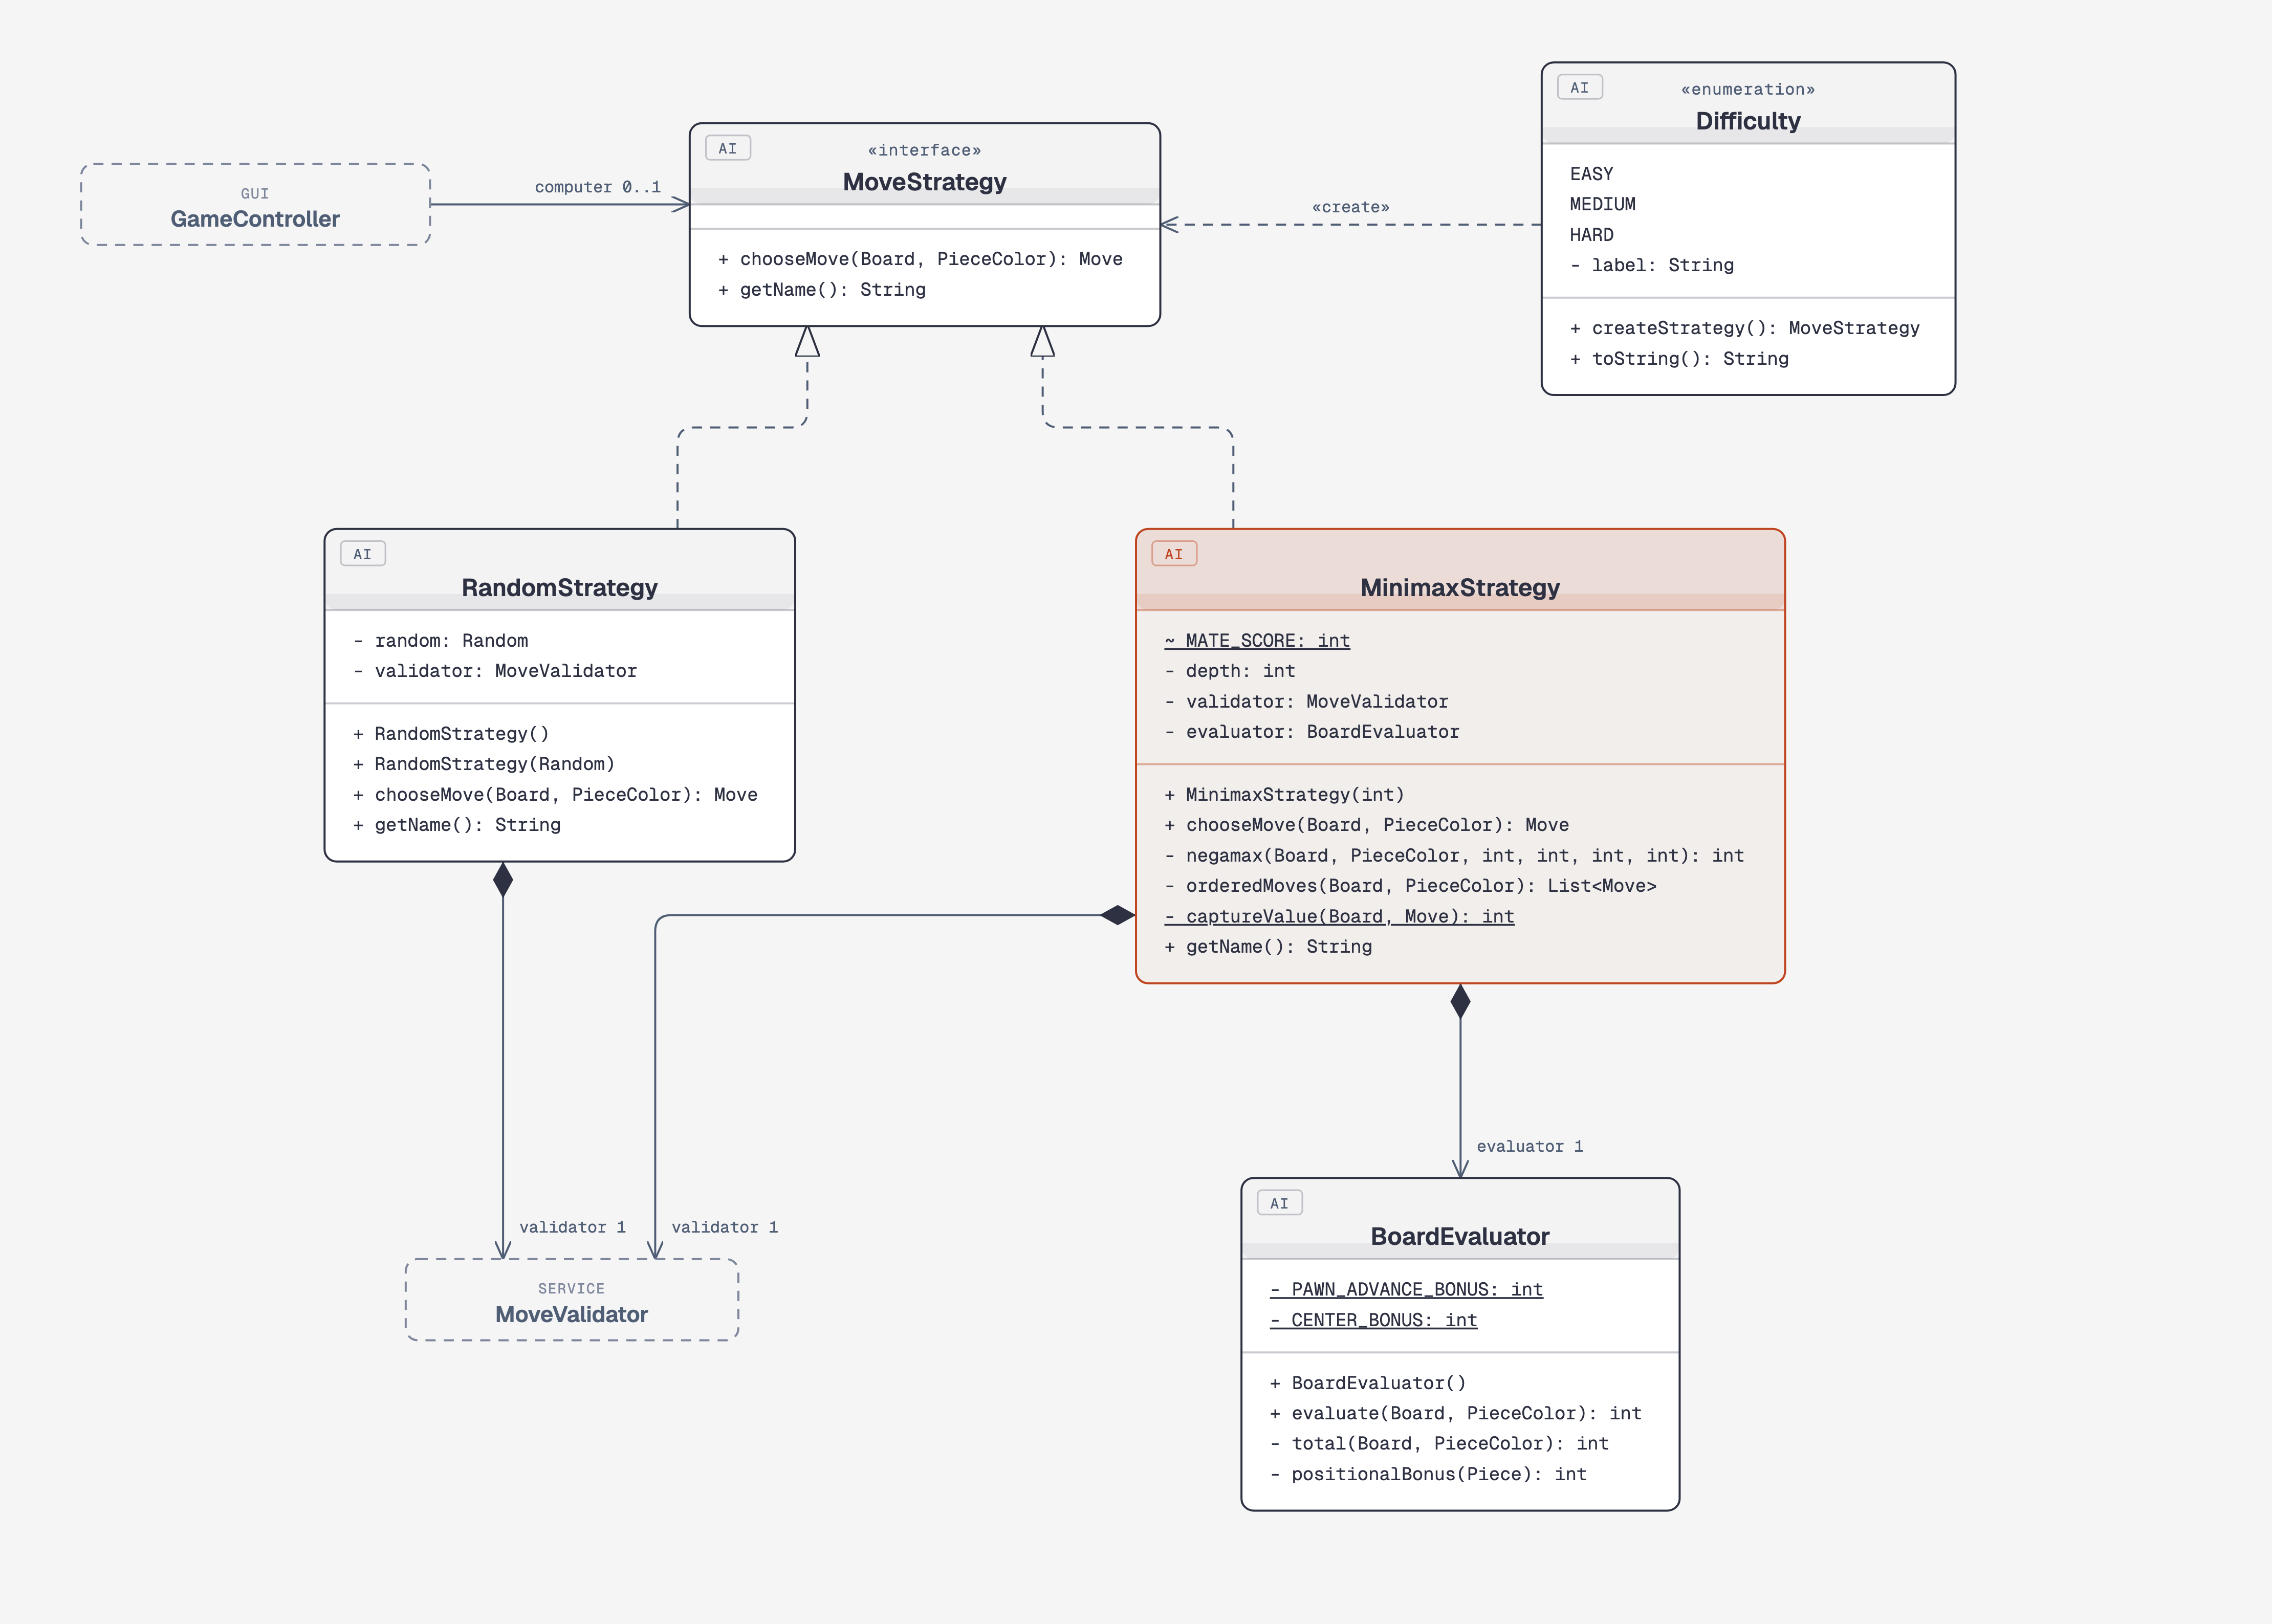 AI
«enumeration»
Difficulty
EASY
MEDIUM
HARD
- label: String
+ createStrategy(): MoveStrategy
+ toString(): String
AI
«interface»
MoveStrategy
+ chooseMove(Board, PieceColor): Move
+ getName(): String
GUI
GameController
computer 0..1
«create»
AI
RandomStrategy
- random: Random
- validator: MoveValidator
+ RandomStrategy()
+ RandomStrategy(Random)
+ chooseMove(Board, PieceColor): Move
+ getName(): String
AI
MinimaxStrategy
~ MATE_SCORE: int
- depth: int
- validator: MoveValidator
- evaluator: BoardEvaluator
+ MinimaxStrategy(int)
+ chooseMove(Board, PieceColor): Move
- negamax(Board, PieceColor, int, int, int, int): int
- orderedMoves(Board, PieceColor): List<Move>
- captureValue(Board, Move): int
+ getName(): String
evaluator 1
validator 1
validator 1
SERVICE
MoveValidator
AI
BoardEvaluator
- PAWN_ADVANCE_BONUS: int
- CENTER_BONUS: int
+ BoardEvaluator()
+ evaluate(Board, PieceColor): int
- total(Board, PieceColor): int
- positionalBonus(Piece): int